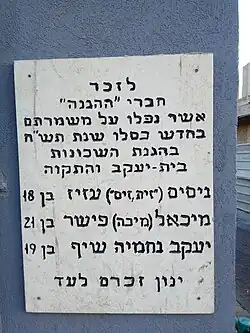 לזכר
חברי "ההגנה"
אשר נפלו על משמרתם
בחדש כסלו שנת תש"ח
בהגנת השכונות
בית-יעקב והתקוה
ניסים ("זית,זיס") עזיז בן 18
מיכאל (מיכה) פישר בן 21
יעקב נחמיה שיף בן 19
ינון זכרם לעד